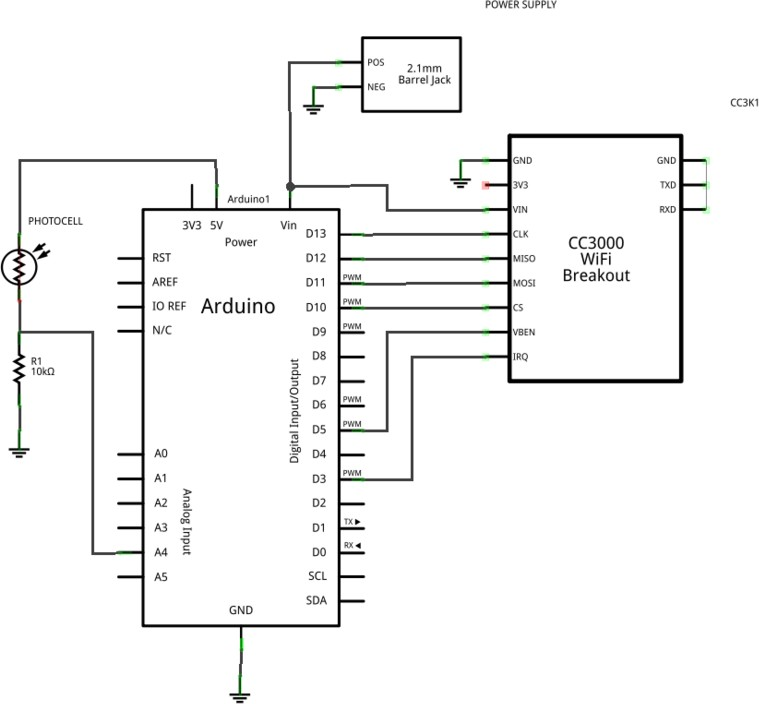 POWER SUPPLY
POS
NEG
2.1mm
Barrel Jack
CC3K1
PHOTOCELL
R1
10kΩ
Arduino1
3V3 5V Vin
Power
Arduino
RST
AREF
IO REF
N/C
A0
A1
A2
A3
A4
A5
Analog Input
Digital Input/Output
D13
D12
D11 PWM
D10 PWM
D9 PWM
D8
D7
D6 PWM
D5 PWM
D4
D3 PWM
D2
D1 TX ▶
D0 RX ◀
SCL
SDA
GND
GND
3V3
VIN
CLK
MISO
MOSI
CS
VBEN
IRQ
CC3000
WiFi
Breakout
GND
TXD
RXD